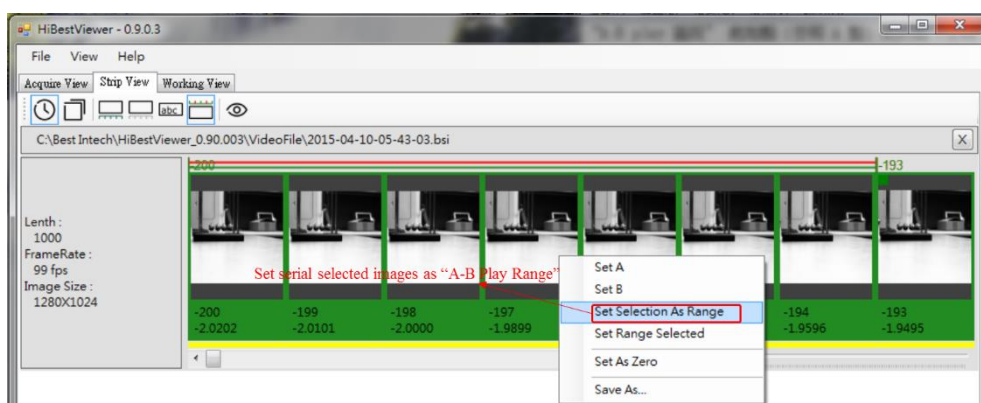 HiBestViewer - 0.9.0.3
File View Help
Acquire View Strip View Working View
abc
C:\Best Intech\HiBestViewer_0.90.003\VideoFile\2015-04-10-05-43-03.bsi X
-200 -193
Lenth :
1000
FrameRate :
99 fps
Image Size :
1280X1024
Set serial selected images as “A-B Play Range”
Set A
Set B
Set Selection As Range
Set Range Selected
Set As Zero
Save As...
-200 -199 -198 -197 -194 -193
-2.0202 -2.0101 -2.0000 -1.9899 -1.9596 -1.9495